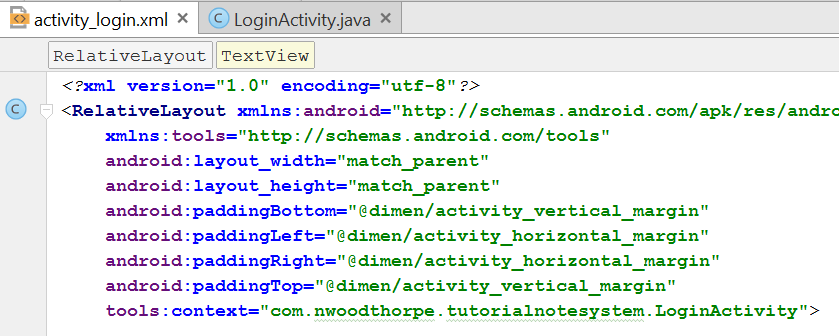 activity_login.xml LoginActivity.java
RelativeLayout TextView
<?xml version="1.0" encoding="utf-8"?>
C <RelativeLayout xmlns:android="http://schemas.android.com/apk/res/andro
xmlns:tools="http://schemas.android.com/tools"
android:layout_width="match_parent"
android:layout_height="match_parent"
android:paddingBottom="@dimen/activity_vertical_margin"
android:paddingLeft="@dimen/activity_horizontal_margin"
android:paddingRight="@dimen/activity_horizontal_margin"
android:paddingTop="@dimen/activity_vertical_margin"
tools:context="com.nwoodthorpe.tutorialnotesystem.LoginActivity">